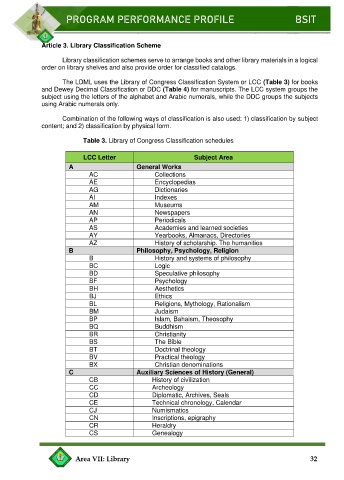 PROGRAM PERFORMANCE PROFILE BSIT
Article 3. Library Classification Scheme
Library classification schemes serve to arrange books and other library materials in a logical
order on library shelves and also provide order for classified catalogs.
The LDML uses the Library of Congress Classification System or LCC (Table 3) for books
and Dewey Decimal Classification or DDC (Table 4) for manuscripts. The LCC system groups the
subject using the letters of the alphabet and Arabic numerals, while the DDC groups the subjects
using Arabic numerals only.
Combination of the following ways of classification is also used: 1) classification by subject
content; and 2) classification by physical form.
Table 3. Library of Congress Classification schedules
LCC Letter Subject Area
A General Works
AC Collections
AE Encyclopedias
AG Dictionaries
AI Indexes
AM Museums
AN Newspapers
AP Periodicals
AS Academies and learned societies
AY Yearbooks, Almanacs, Directories
AZ History of scholarship. The humanities
B Philosophy, Psychology, Religion
B History and systems of philosophy
BC Logic
BD Speculative philosophy
BF Psychology
BH Aesthetics
BJ Ethics
BL Religions, Mythology, Rationalism
BM Judaism
BP Islam, Bahaism, Theosophy
BQ Buddhism
BR Christianity
BS The Bible
BT Doctrinal theology
BV Practical theology
BX Christian denominations
C Auxiliary Sciences of History (General)
CB History of civilization
CC Archeology
CD Diplomatic, Archives, Seals
CE Technical chronology, Calendar
CJ Numismatics
CN Inscriptions, epigraphy
CR Heraldry
CS Genealogy
Area VII: Library 32